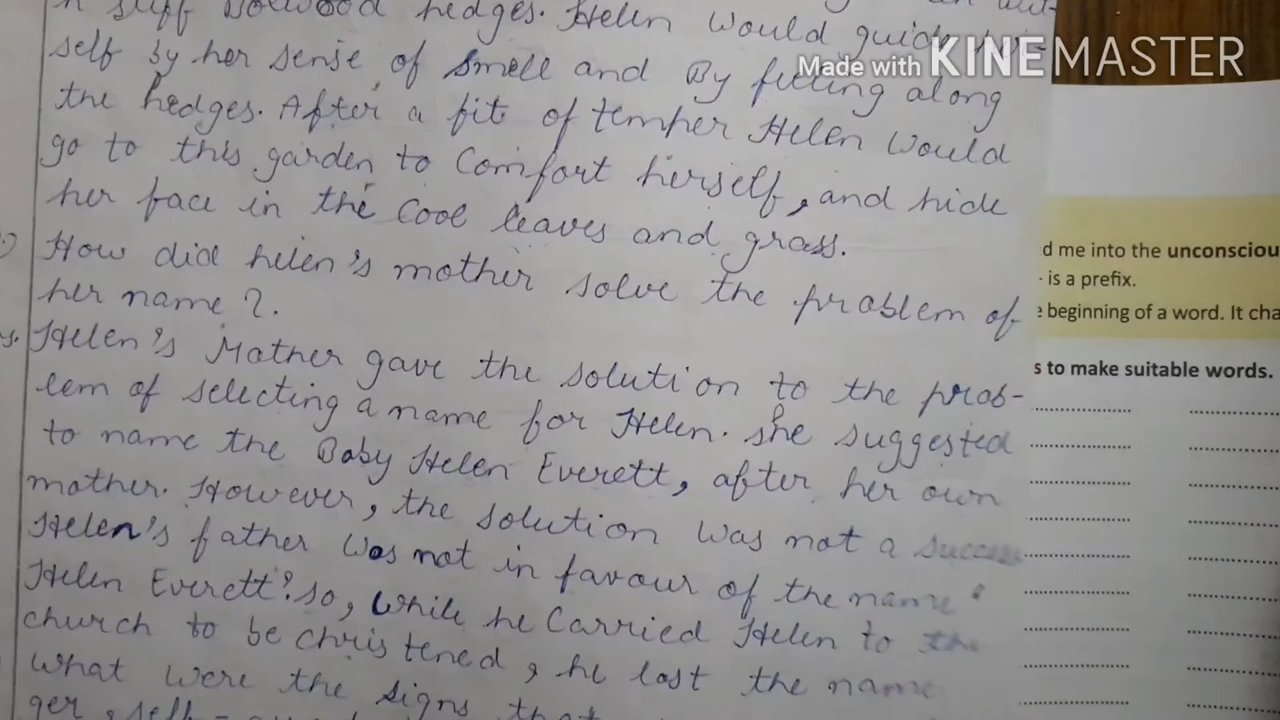 n stiff Boxwood hedges. Helen would guide her-
self by her sense of smell and By feeling along
the hedges. After a fit of temper Helen would
go to this garden to Comfort herself, and hide
her face in the Cool leaves and grass.
How did helen's mother solve the problem of
her name?.
s. Helen's Mother gave the solution to the prob-
lem of selecting a name for Helen. She suggested
to name the Baby Helen Everett, after her own
mother. However, the solution was not a success
Helen's father was not in favour of the name "
Helen Everett". So, while he Carried Helen to the
church to be christened, he lost the name
What were the signs that
ger, self-
Made with KINEMASTER
d me into the unconsciou
- is a prefix.
e beginning of a word. It cha
s to make suitable words.